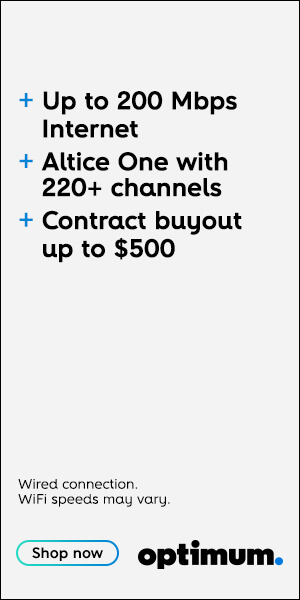 + Up to 200 Mbps
Internet
+ Altice One with
220+ channels
+ Contract buyout
up to $500
Wired connection.
WiFi speeds may vary.
Shop now
optimum.